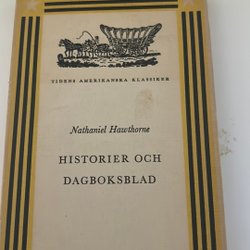 TIDENS AMERIKANSKA KLASSIKER
Nathaniel Hawthorne
HISTORIER OCH
DAGBOKSBLAD